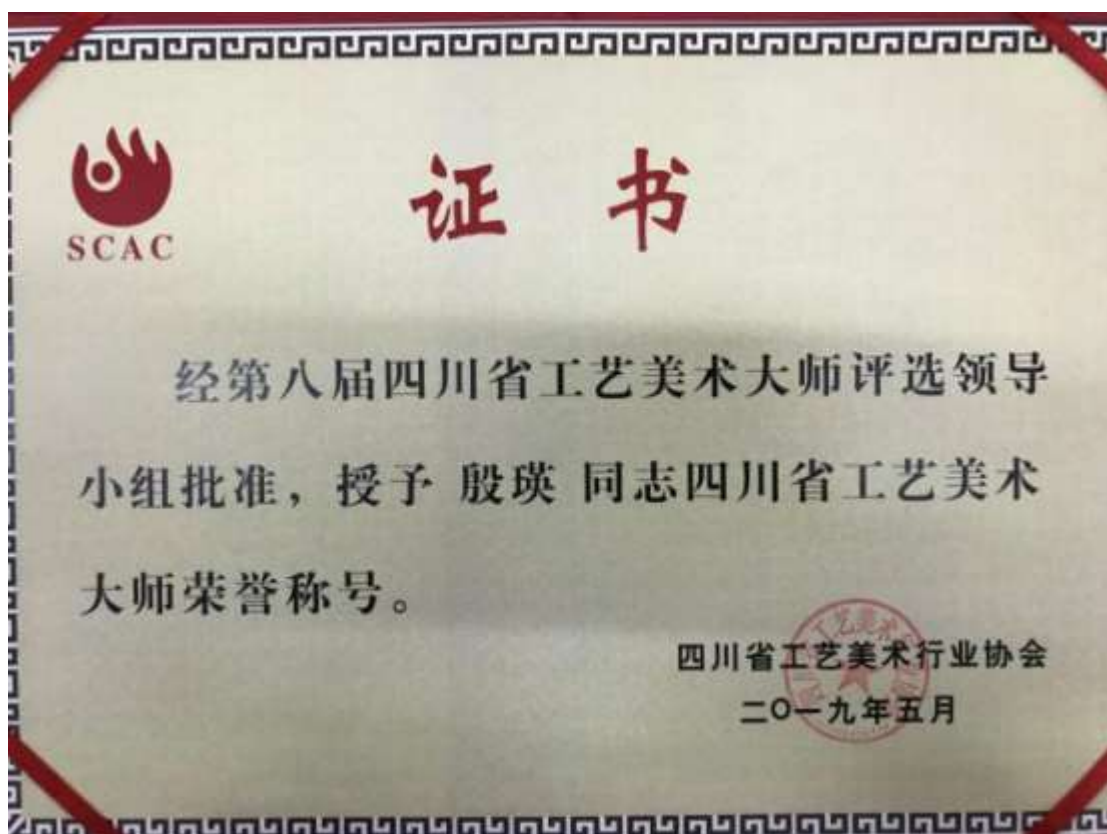 SCAC
证书
经第八届四川省工艺美术大师评选领导
小组批准，授予 殷瑛 同志四川省工艺美术
大师荣誉称号。
四川省工艺美术行业协会
二〇一九年五月